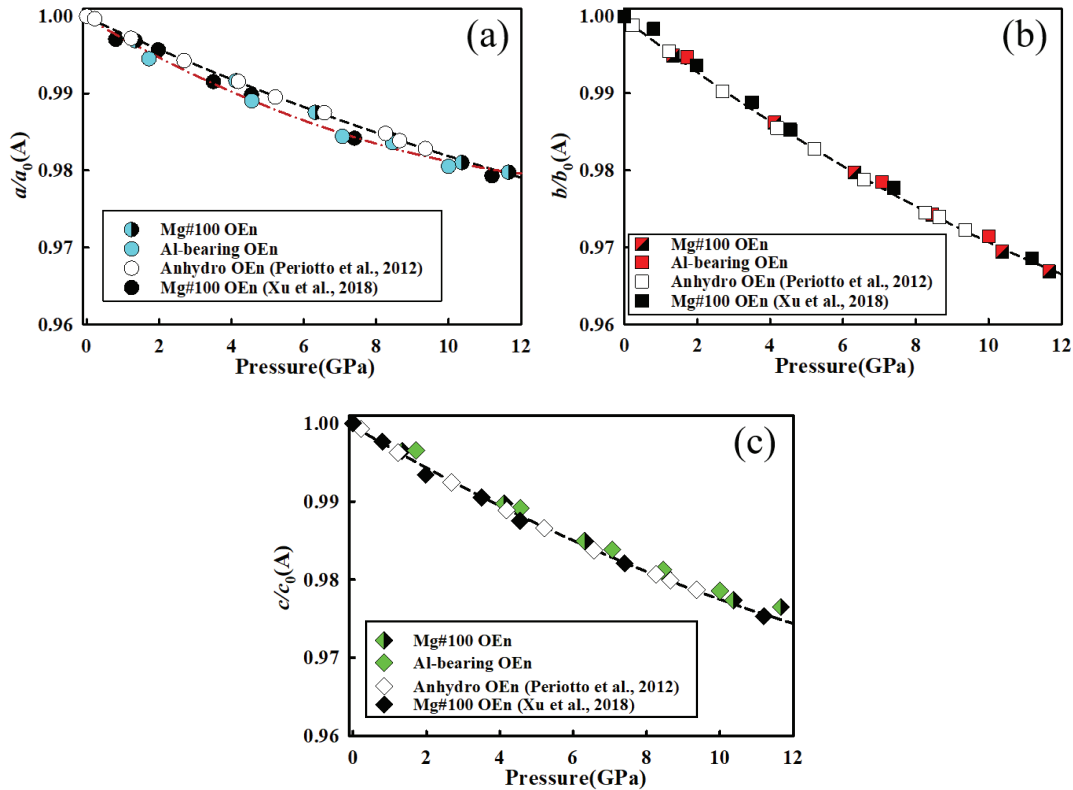 (a)
1.00
0.99
0.98
0.97
0.96
a/a0(A)
Mg#100 OEn
Al-bearing OEn
Anhydro OEn (Periotto et al., 2012)
Mg#100 OEn (Xu et al., 2018)
0 2 4 6 8 10 12
Pressure(GPa)
(b)
1.00
0.99
0.98
0.97
0.96
b/b0(A)
Mg#100 OEn
Al-bearing OEn
Anhydro OEn (Periotto et al., 2012)
Mg#100 OEn (Xu et al., 2018)
0 2 4 6 8 10 12
Pressure(GPa)
(c)
1.00
0.99
0.98
0.97
0.96
c/c0(A)
Mg#100 OEn
Al-bearing OEn
Anhydro OEn (Periotto et al., 2012)
Mg#100 OEn (Xu et al., 2018)
0 2 4 6 8 10 12
Pressure(GPa)